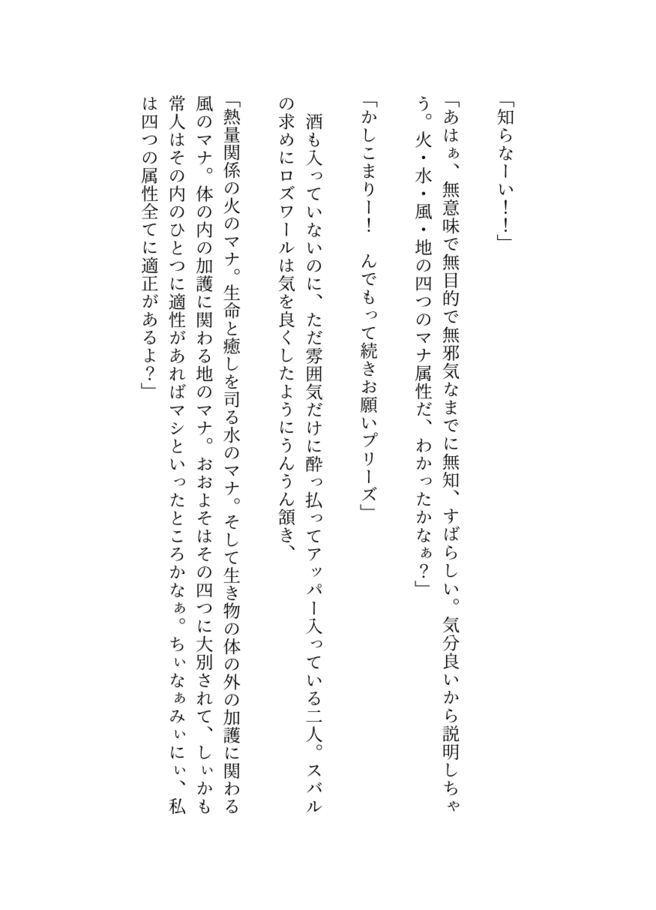 「知らなーい！！」
「あはぁ、無意味で無目的で無邪気なまでに無知、すばらしい。気分良いから説明しちゃ
う。火・水・風・地の四つのマナ属性だ、わかったかなぁ？」
「かしこまりー！　んでもって続きお願いプリーズ」
　酒も入っていないのに、ただ雰囲気だけに酔っ払ってアッパー入っている二人。スバル
の求めにロズワールは気を良くしたようにうんうん頷き、
「熱量関係の火のマナ。生命と癒しを司る水のマナ。そして生き物の体の外の加護に関わる
風のマナ。体の内の加護に関わる地のマナ。おおよそはその四つに大別されて、しぃかも
常人はその内のひとつに適性があればマシといったところかなぁ。ちぃなぁみぃにぃ、私
は四つの属性全てに適正があるよ？」